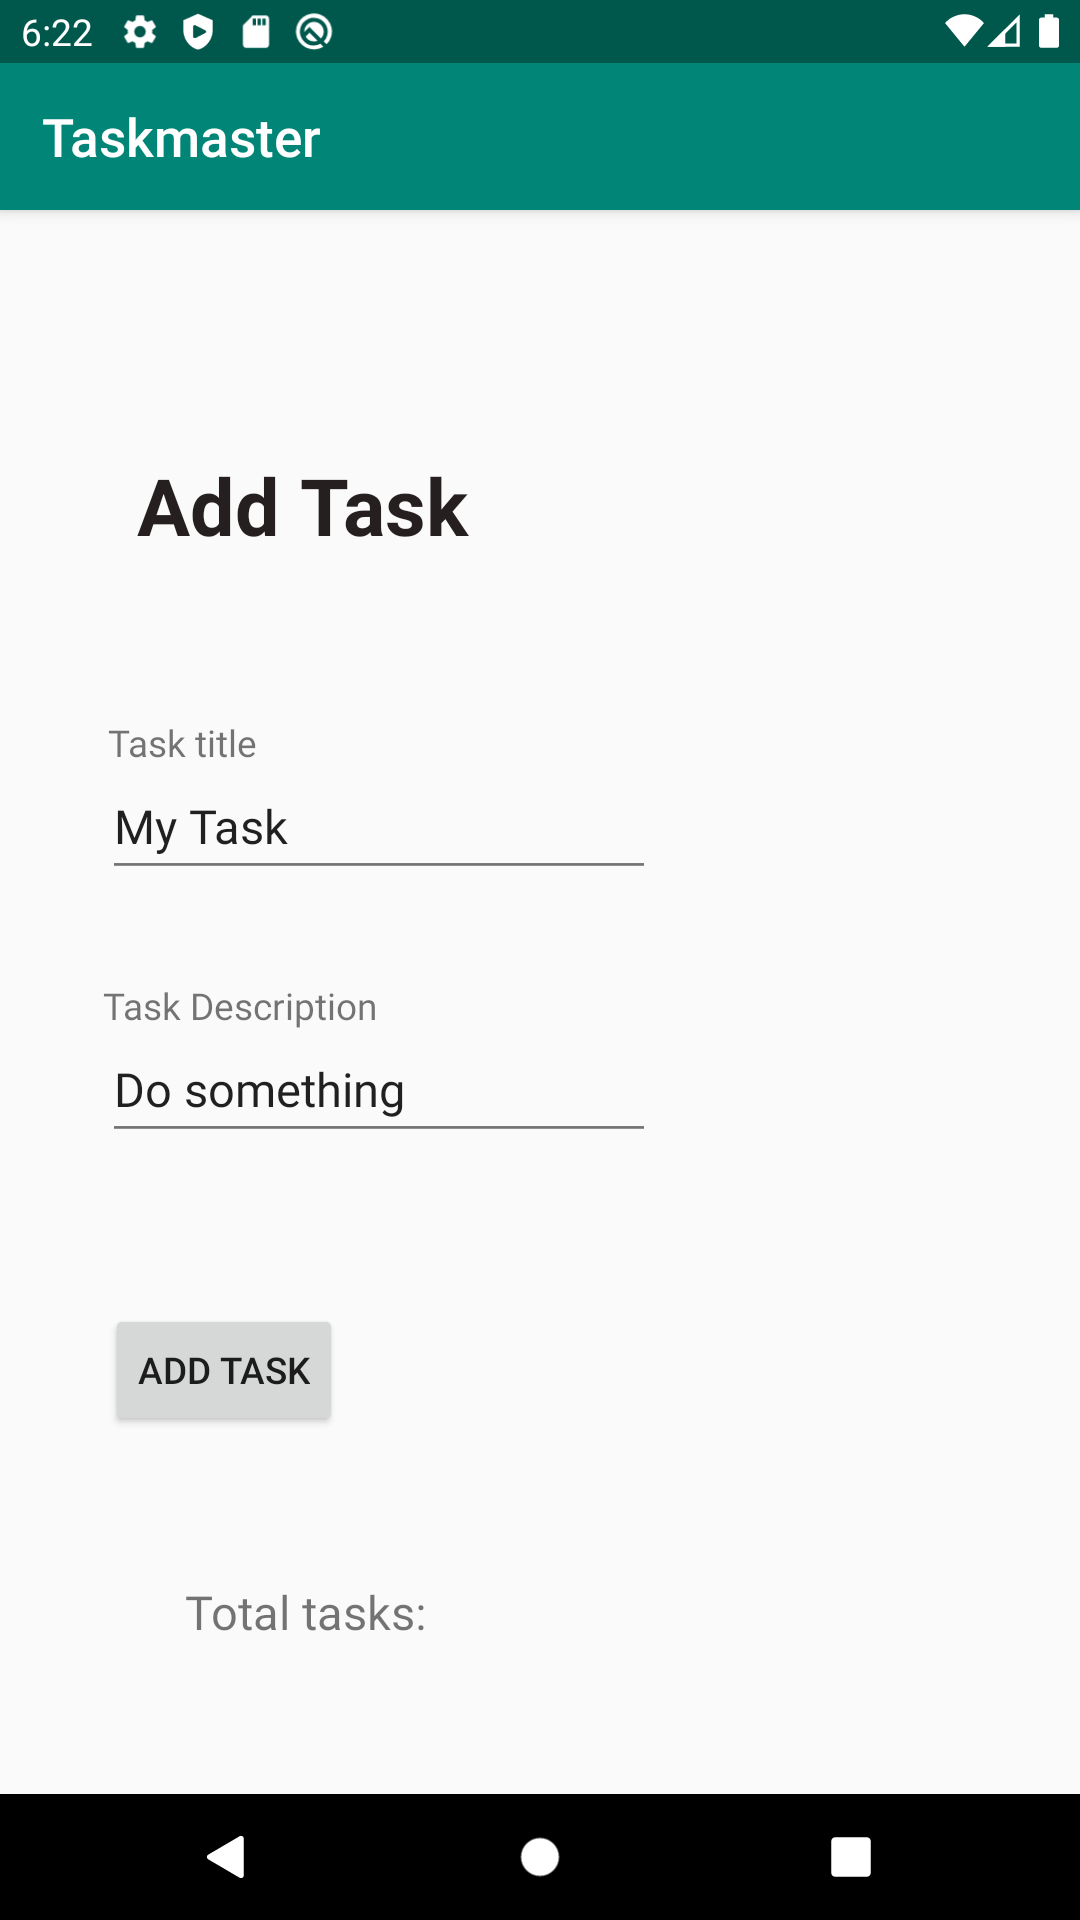 6:22
Taskmaster
Add Task
Task title
My Task
Task Description
Do something
ADD TASK
Total tasks: